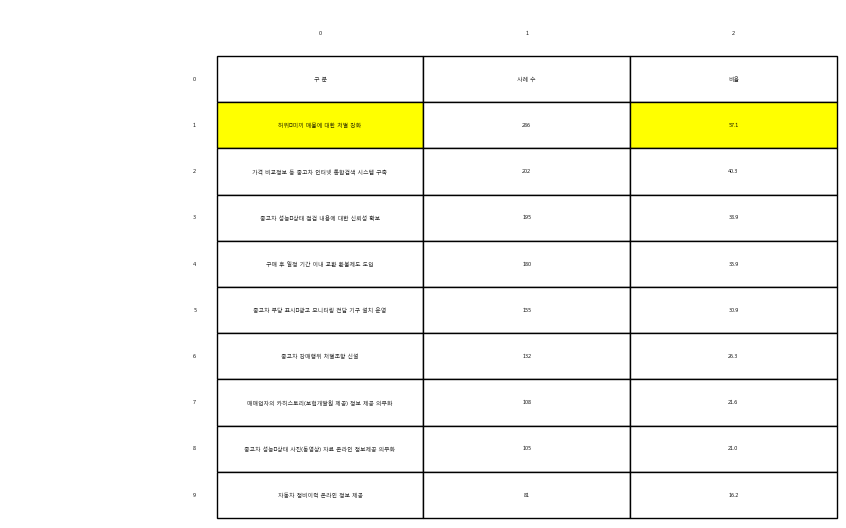 0 1 2
0 구 분 사례 수 비율
1 허위□미끼 매물에 대한 처벌 강화 286 57.1
2 가격 비교정보 등 중고차 인터넷 통합검색 시스템 구축 202 40.3
3 중고차 성능□상태 점검 내용에 대한 신뢰성 확보 195 38.9
4 구매 후 일정 기간 이내 교환 환불제도 도입 180 35.9
5 중고차 부당 표시□광고 모니터링 전담 기구 설치 운영 155 30.9
6 중고차 강매행위 처벌조항 신설 132 26.3
7 매매업자의 카히스토리(보험개발원 제공) 정보 제공 의무화 108 21.6
8 중고차 성능□상태 사진(동영상) 자료 온라인 정보제공 의무화 105 21.0
9 자동차 정비이력 온라인 정보 제공 81 16.2